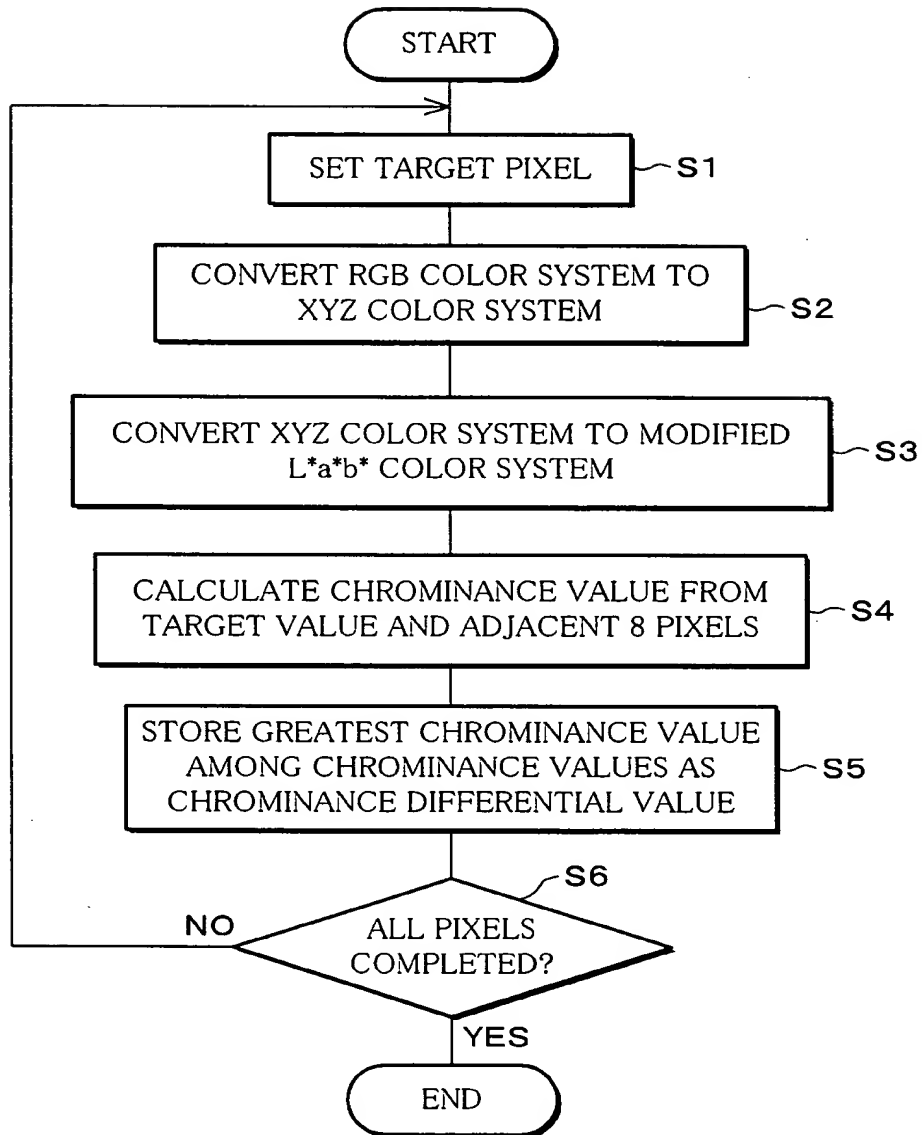 START
SET TARGET PIXEL
S1
CONVERT RGB COLOR SYSTEM TO
XYZ COLOR SYSTEM
S2
CONVERT XYZ COLOR SYSTEM TO MODIFIED
L*a*b* COLOR SYSTEM
S3
CALCULATE CHROMINANCE VALUE FROM
TARGET VALUE AND ADJACENT 8 PIXELS
S4
STORE GREATEST CHROMINANCE VALUE
AMONG CHROMINANCE VALUES AS
CHROMINANCE DIFFERENTIAL VALUE
S5
S6
NO
ALL PIXELS
COMPLETED?
YES
END